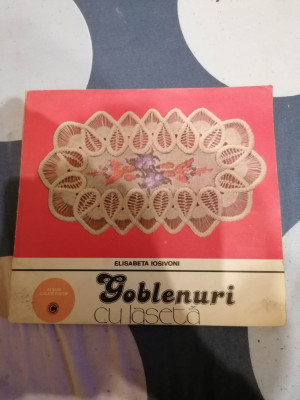 ELISABETA IOSIVONI
Goblenuri
cu lasetă